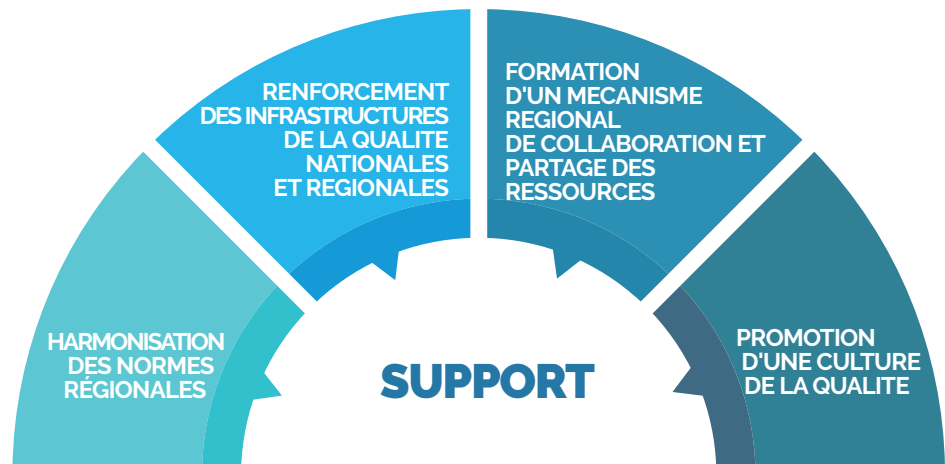 RENFORCEMENT
DES INFRASTRUCTURES
DE LA QUALITE
NATIONALES
ET REGIONALES
FORMATION
D'UN MECANISME
REGIONAL
DE COLLABORATION ET
PARTAGE DES
RESSOURCES
HARMONISATION
DES NORMES
RÉGIONALES
PROMOTION
D'UNE CULTURE
DE LA QUALITE
SUPPORT